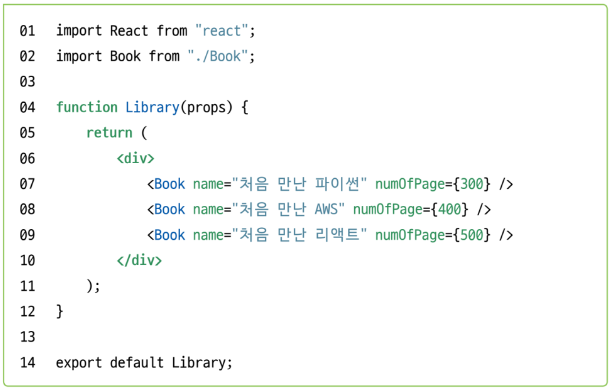 01 import React from "react";
02 import Book from "./Book";
03
04 function Library(props) {
05     return (
06         <div>
07             <Book name="처음 만난 파이썬" numOfPage={300} />
08             <Book name="처음 만난 AWS" numOfPage={400} />
09             <Book name="처음 만난 리액트" numOfPage={500} />
10         </div>
11     );
12 }
13
14 export default Library;